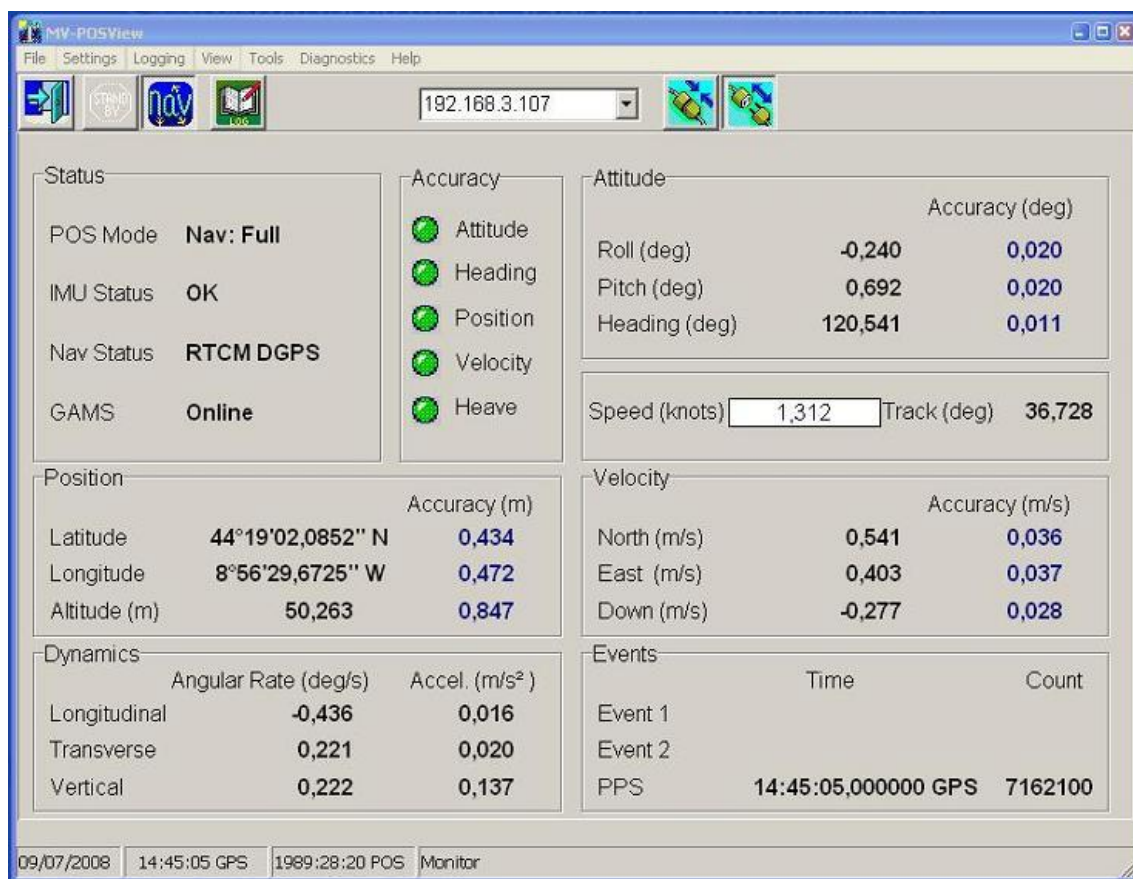 MV-POSView
File Settings Logging View Tools Diagnostics Help
STAND BY nav LOG 192.168.3.107
Status
POS Mode Nav: Full
IMU Status OK
Nav Status RTCM DGPS
GAMS Online
Accuracy
Attitude
Heading
Position
Velocity
Heave
Attitude
Accuracy (deg)
Roll (deg) -0,240 0,020
Pitch (deg) 0,692 0,020
Heading (deg) 120,541 0,011
Speed (knots) 1,312 Track (deg) 36,728
Position
Accuracy (m)
Latitude 44°19'02,0852'' N 0,434
Longitude 8°56'29,6725'' W 0,472
Altitude (m) 50,263 0,847
Velocity
Accuracy (m/s)
North (m/s) 0,541 0,036
East (m/s) 0,403 0,037
Down (m/s) -0,277 0,028
Dynamics
Angular Rate (deg/s) Accel. (m/s²)
Longitudinal -0,436 0,016
Transverse 0,221 0,020
Vertical 0,222 0,137
Events
Time Count
Event 1
Event 2
PPS 14:45:05,000000 GPS 7162100
09/07/2008 14:45:05 GPS 1989:28:20 POS Monitor